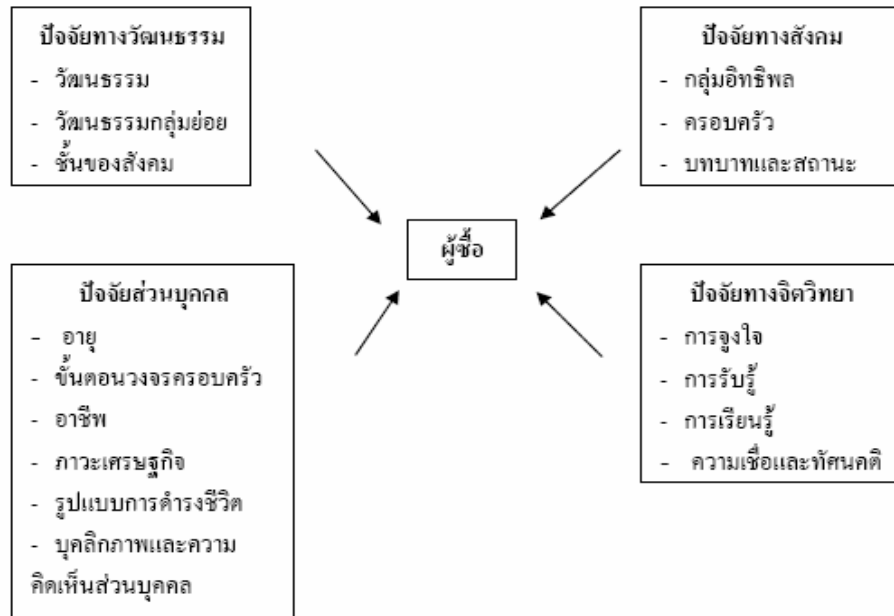 ปัจจัยทางวัฒนธรรม
- วัฒนธรรม
- วัฒนธรรมกลุ่มย่อย
- ชั้นของสังคม
ปัจจัยทางสังคม
- กลุ่มอิทธิพล
- ครอบครัว
- บทบาทและสถานะ
ผู้ซื้อ
ปัจจัยส่วนบุคคล
- อายุ
- ขั้นตอนวงจรครอบครัว
- อาชีพ
- ภาวะเศรษฐกิจ
- รูปแบบการดำรงชีวิต
- บุคลิกภาพและความ
คิดเห็นส่วนบุคคล
ปัจจัยทางจิตวิทยา
- การจูงใจ
- การรับรู้
- การเรียนรู้
- ความเชื่อและทัศนคติ